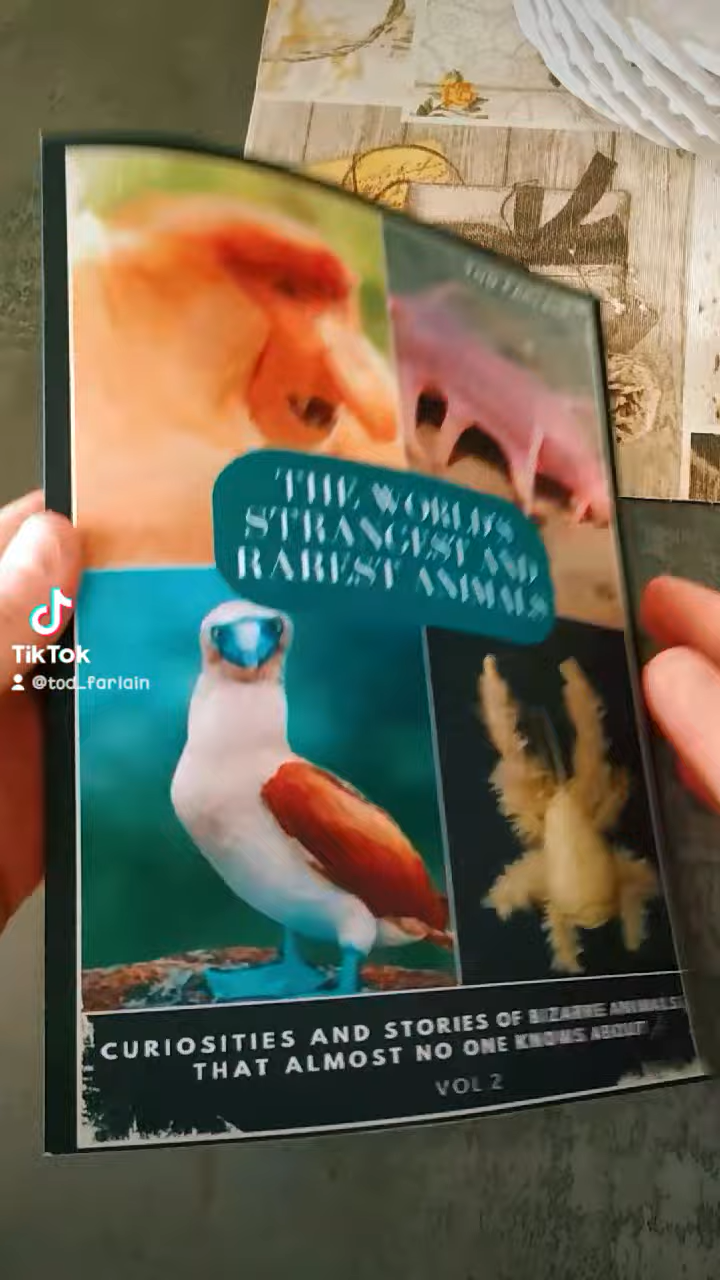 THE WORLD'S
STRANGEST AND
RAREST ANIMALS
TikTok
@tod_farlain
CURIOSITIES AND STORIES OF BIZARRE ANIMALS
THAT ALMOST NO ONE KNOWS ABOUT
VOL 2